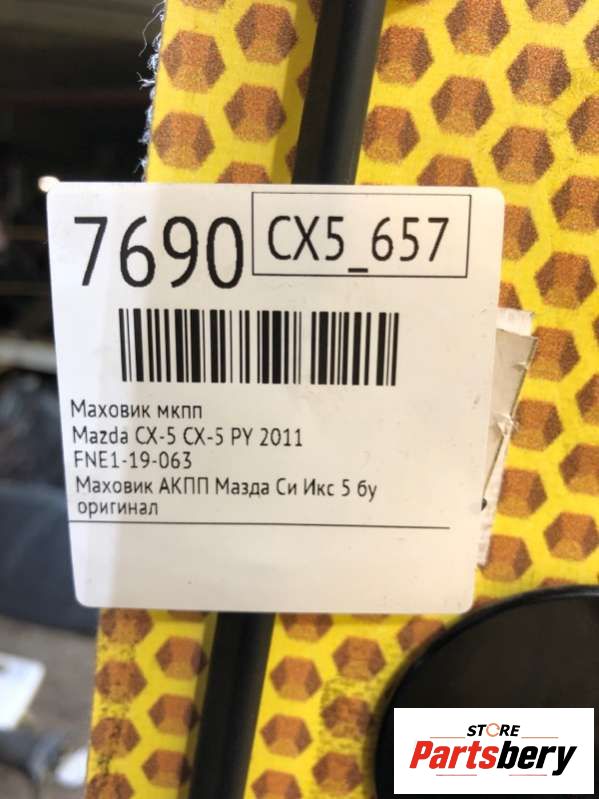 7690
CX5_657
Маховик мкпп
Mazda CX-5 CX-5 PY 2011
FNE1-19-063
Маховик АКПП Мазда Си Икс 5 бу
оригинал
STORE
Partsbery